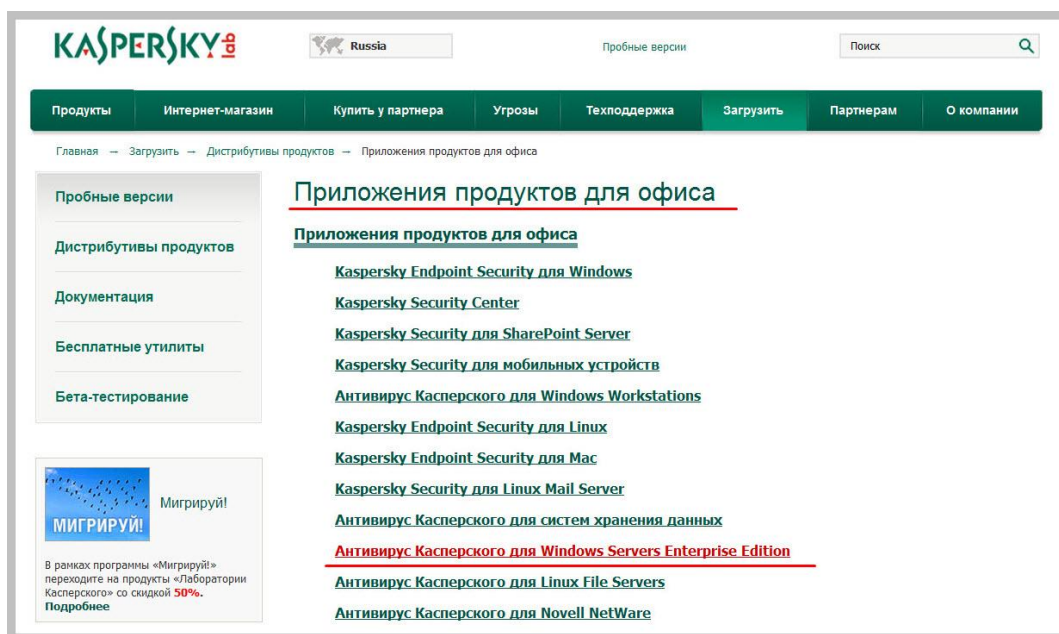 KASPERSKY lab
Russia
Пробные версии
Поиск
Продукты
Интернет-магазин
Купить у партнера
Угрозы
Техподдержка
Загрузить
Партнерам
О компании
Главная — Загрузить — Дистрибутивы продуктов — Приложения продуктов для офиса
Пробные версии
Дистрибутивы продуктов
Документация
Бесплатные утилиты
Бета-тестирование
МИГРИРУЙ!
Мигрируй!
В рамках программы «Мигрируй!»
переходите на продукты «Лаборатории
Касперского» со скидкой 50%.
Подробнее
Приложения продуктов для офиса
Приложения продуктов для офиса
Kaspersky Endpoint Security для Windows
Kaspersky Security Center
Kaspersky Security для SharePoint Server
Kaspersky Security для мобильных устройств
Антивирус Касперского для Windows Workstations
Kaspersky Endpoint Security для Linux
Kaspersky Endpoint Security для Mac
Kaspersky Security для Linux Mail Server
Антивирус Касперского для систем хранения данных
Антивирус Касперского для Windows Servers Enterprise Edition
Антивирус Касперского для Linux File Servers
Антивирус Касперского для Novell NetWare